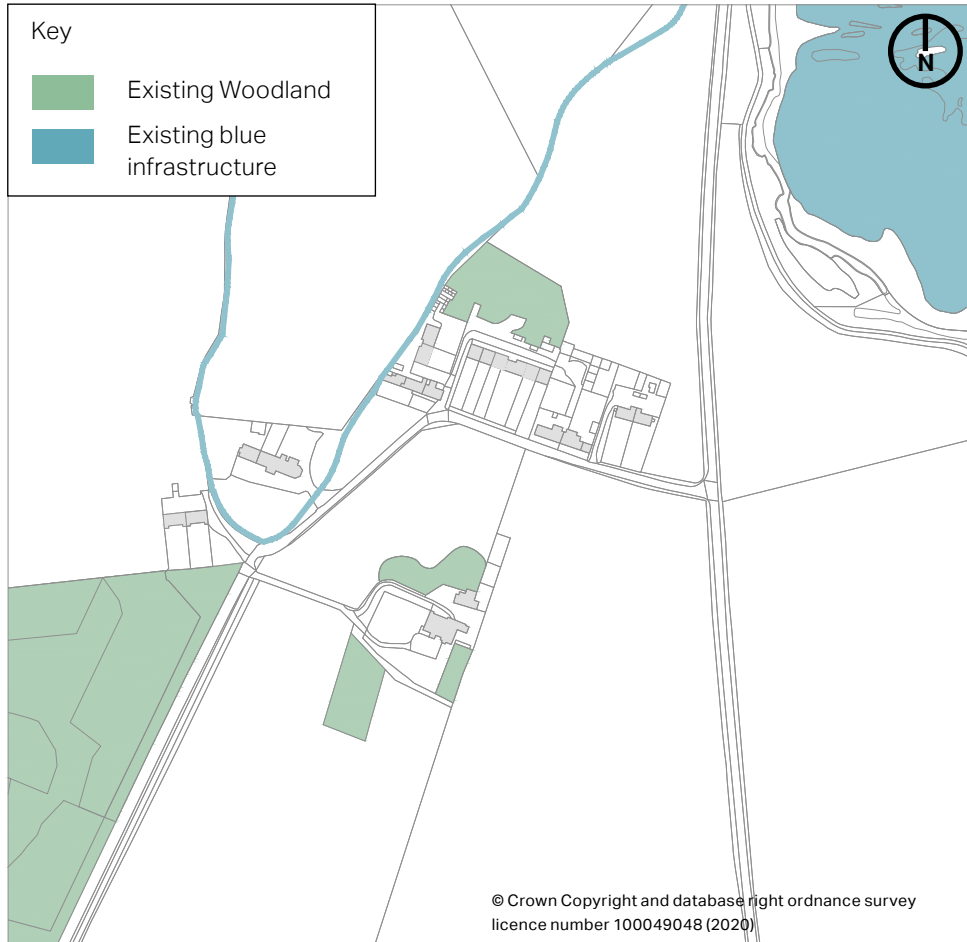 Key
Existing Woodland
Existing blue
infrastructure
N
© Crown Copyright and database right ordnance survey
licence number 100049048 (2020)